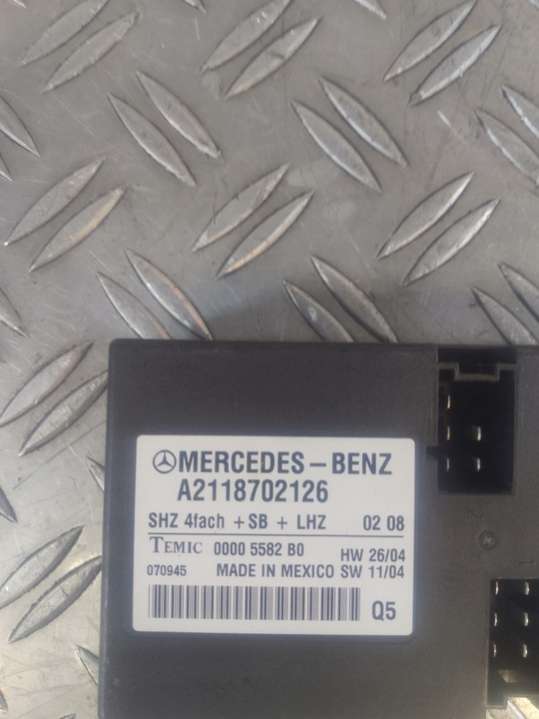 MERCEDES-BENZ
A2118702126
SHZ 4fach + SB + LHZ 02 08
TEMIC 0000 5582 B0 HW 26/04
070945 MADE IN MEXICO SW 11/04
Q5